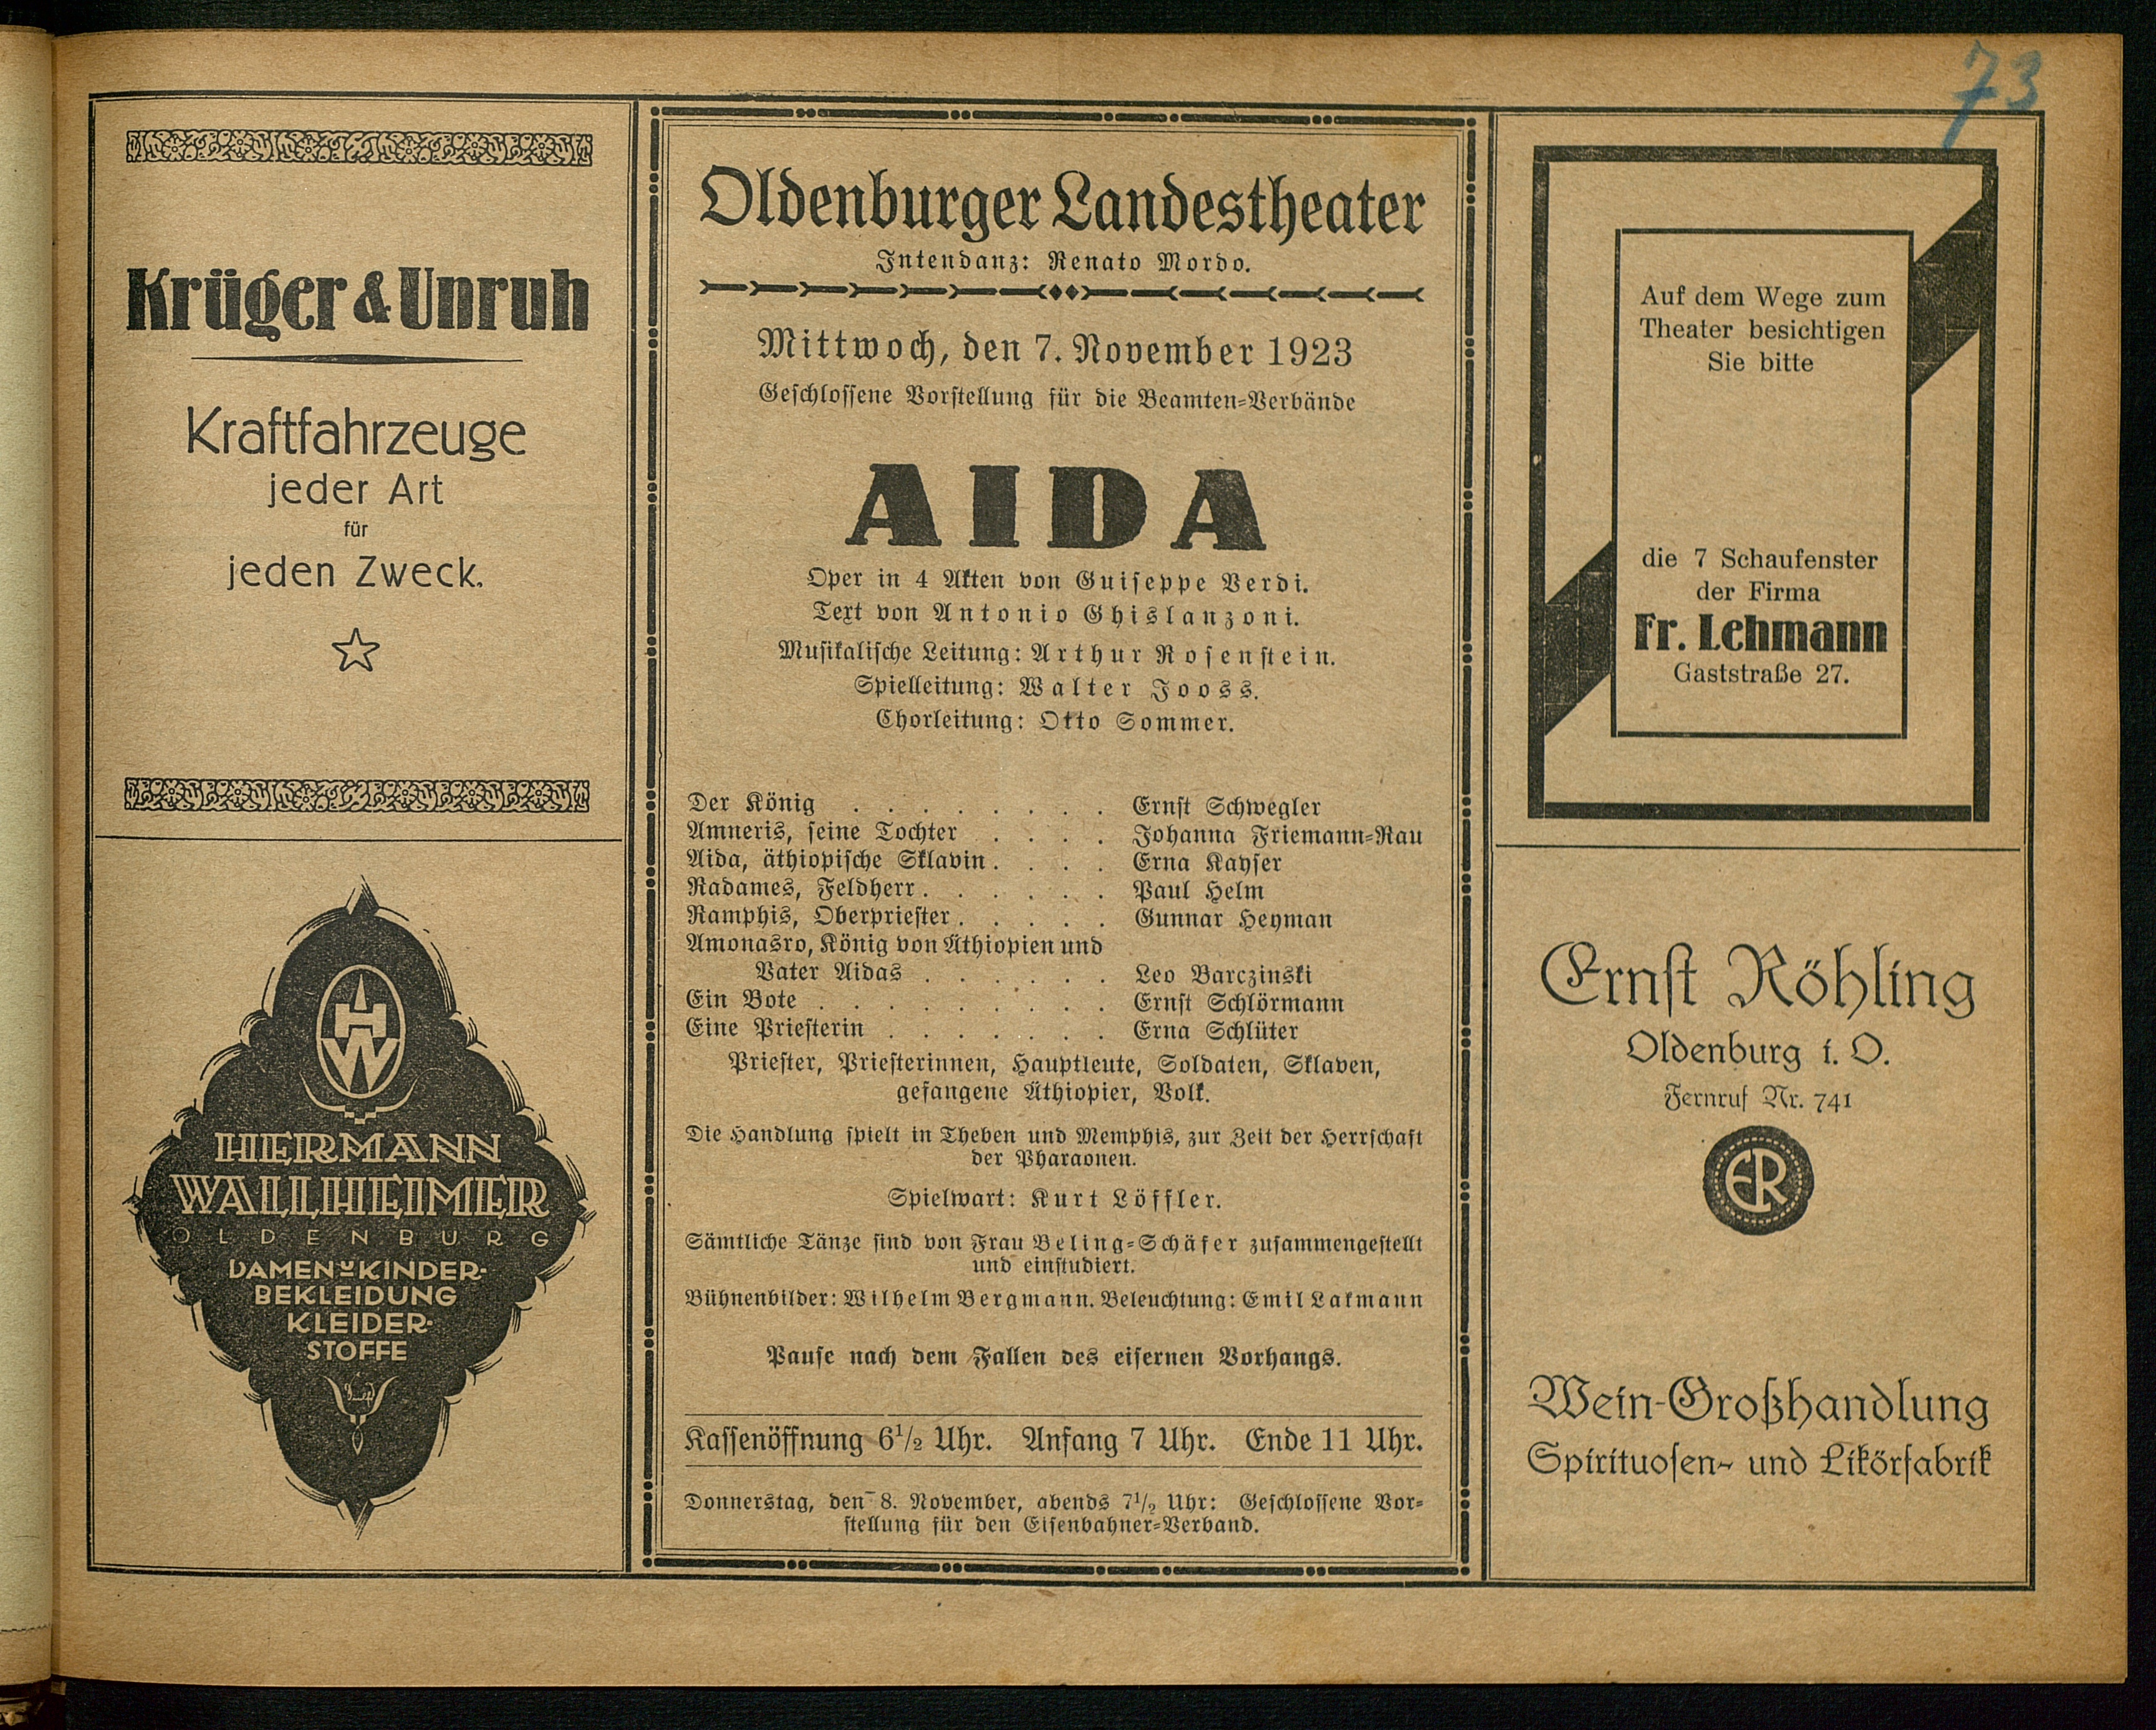 73
Krüger & Unruh
Kraftfahrzeuge
jeder Art
für
jeden Zweck.
HW
HERMANN
WALLHEIMER
OLDENBURG
DAMEN U KINDER-
BEKLEIDUNG
KLEIDER-
STOFFE
Oldenburger Landestheater
Intendanz: Renato Mordo.
Mittwoch, den 7. November 1923
Geschlossene Vorstellung für die Beamten-Verbände
AIDA
Oper in 4 Akten von Guiseppe Verdi.
Text von Antonio Ghislanzoni.
Musikalische Leitung: Arthur Rosenstein.
Spielleitung: Walter Jooss.
Chorleitung: Otto Sommer.
Der König . . . . . . . . Ernst Schwegler
Amneris, seine Tochter . . . . Johanna Friemann-Rau
Aida, äthiopische Sklavin . . . . Erna Kayser
Radames, Feldherr . . . . . . Paul Helm
Ramphis, Oberpriester . . . . . Gunnar Heyman
Amonasro, König von Äthiopien und
Vater Aidas . . . . . . Leo Barczinski
Ein Bote . . . . . . . . . Ernst Schlörmann
Eine Priesterin . . . . . . . Erna Schlüter
Priester, Priesterinnen, Hauptleute, Soldaten, Sklaven,
gefangene Äthiopier, Volk.
Die Handlung spielt in Theben und Memphis, zur Zeit der Herrschaft
der Pharaonen.
Spielwart: Kurt Löffler.
Sämtliche Tänze sind von Frau Beling-Schäfer zusammengestellt
und einstudiert.
Bühnenbilder: Wilhelm Bergmann. Beleuchtung: Emil Lakmann
Pause nach dem Fallen des eisernen Vorhangs.
Kassenöffnung 6½ Uhr. Anfang 7 Uhr. Ende 11 Uhr.
Donnerstag, den 8. November, abends 7½ Uhr: Geschlossene Vor-
stellung für den Eisenbahner-Verband.
Auf dem Wege zum
Theater besichtigen
Sie bitte
die 7 Schaufenster
der Firma
Fr. Lehmann
Gaststraße 27.
Ernst Röhling
Oldenburg i. O.
Fernruf Nr. 741
ER
Wein-Großhandlung
Spirituosen- und Likörfabrik